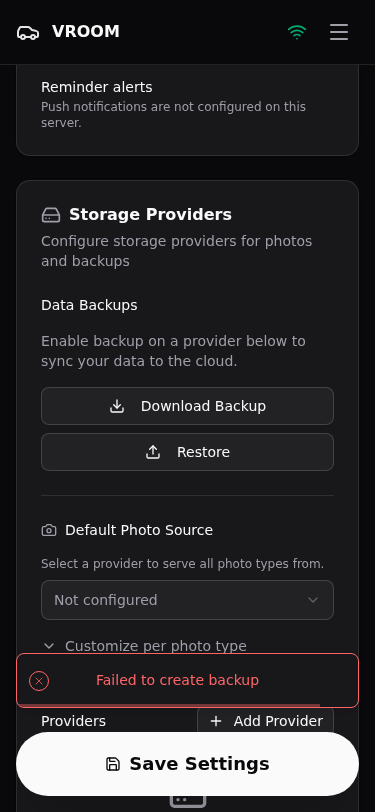 VROOM
Reminder alerts
Push notifications are not configured on this
server.
Storage Providers
Configure storage providers for photos
and backups
Data Backups
Enable backup on a provider below to
sync your data to the cloud.
Download Backup
Restore
Default Photo Source
Select a provider to serve all photo types from.
Not configured
Customize per photo type
Failed to create backup
Providers
Add Provider
Save Settings